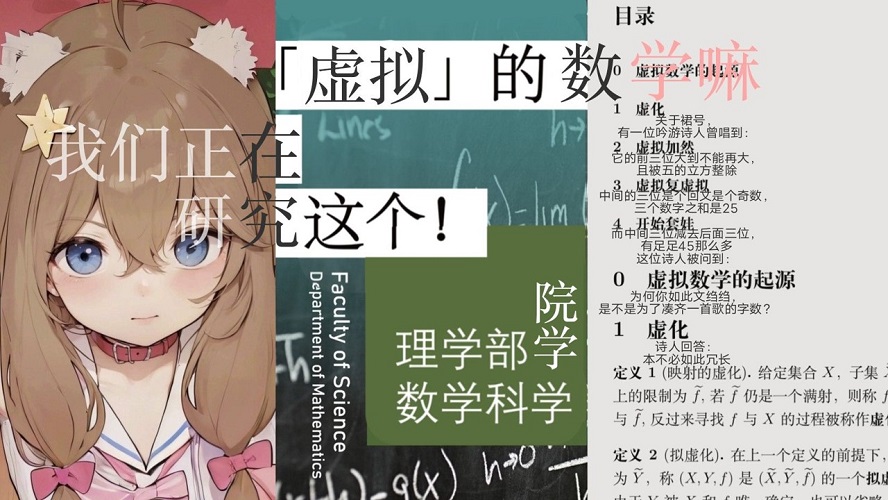 「虚拟」的数学嘛
我们正在
研究这个！
Lines
Faculty of Science
Department of Mathematics
院
理学部学
数学科学
目录
0 虚拟数学的起源
1 虚化
关于裙号，
有一位吟游诗人曾唱到：
2 虚拟加然
它的前三位大到不能再大，
且被五的立方整除
3 虚拟复虚拟
中间的三位是个回文是个奇数，
三个数字之和是25
4 开始套娃
而中间三位减去后面三位，
有足足45那么多
这位诗人被问到：
0 虚拟数学的起源
为何你如此文绉绉，
是不是为了凑齐一首歌的字数？
1 虚化
诗人回答：
本不必如此冗长
定义 1 (映射的虚化). 给定集合 X, 子集
上的限制为 f̃, 若 f̃ 仍是一个满射，则称
与 f̃, 反过来寻找 f 与 X 的过程被称作虚
定义 2 (拟虚化). 在上一个定义的前提下，
为 Ỹ, 称 (X,Y,f) 是 (X̃,Ỹ,f̃) 的一个拟